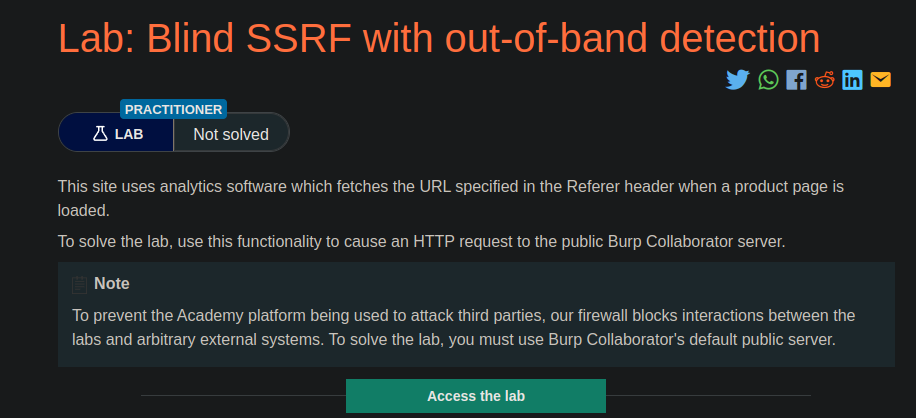 Lab: Blind SSRF with out-of-band detection
PRACTITIONER
LAB
Not solved
This site uses analytics software which fetches the URL specified in the Referer header when a product page is
loaded.
To solve the lab, use this functionality to cause an HTTP request to the public Burp Collaborator server.
Note
To prevent the Academy platform being used to attack third parties, our firewall blocks interactions between the
labs and arbitrary external systems. To solve the lab, you must use Burp Collaborator's default public server.
Access the lab